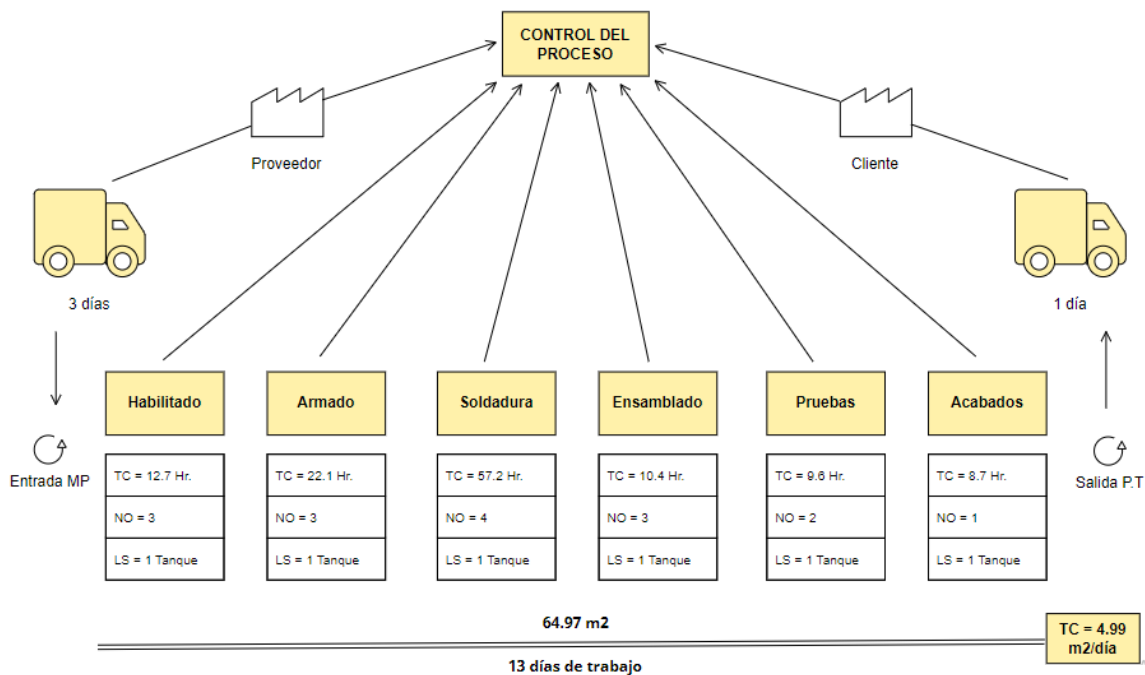 CONTROL DEL
PROCESO
Proveedor
Cliente
3 días
1 día
Habilitado
Armado
Soldadura
Ensamblado
Pruebas
Acabados
Entrada MP
TC = 12.7 Hr.
TC = 22.1 Hr.
TC = 57.2 Hr.
TC = 10.4 Hr.
TC = 9.6 Hr.
TC = 8.7 Hr.
Salida P.T
NO = 3
NO = 3
NO = 4
NO = 3
NO = 2
NO = 1
LS = 1 Tanque
LS = 1 Tanque
LS = 1 Tanque
LS = 1 Tanque
LS = 1 Tanque
LS = 1 Tanque
64.97 m2
13 días de trabajo
TC = 4.99
m2/día